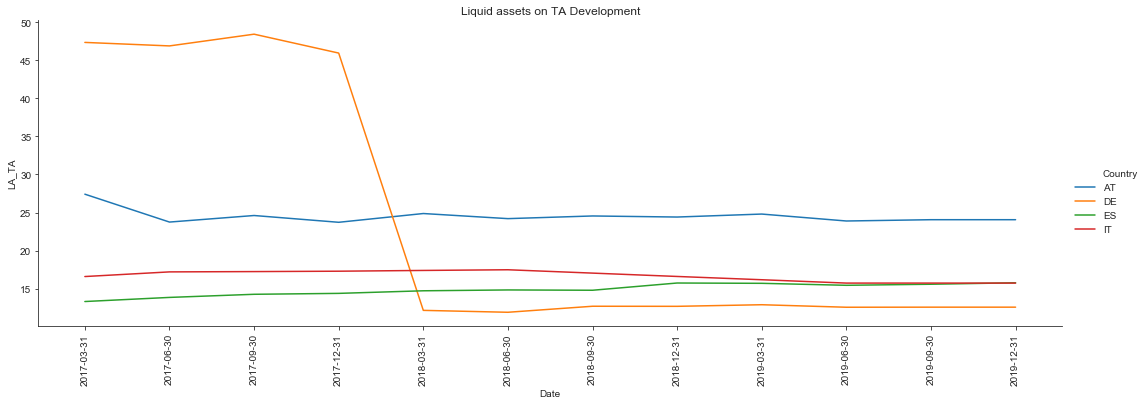 Liquid assets on TA Development
LA_TA
50
45
40
35
30
25
20
15
2017-03-31
2017-06-30
2017-09-30
2017-12-31
2018-03-31
2018-06-30
2018-09-30
2018-12-31
2019-03-31
2019-06-30
2019-09-30
2019-12-31
Date
Country
AT
DE
ES
IT